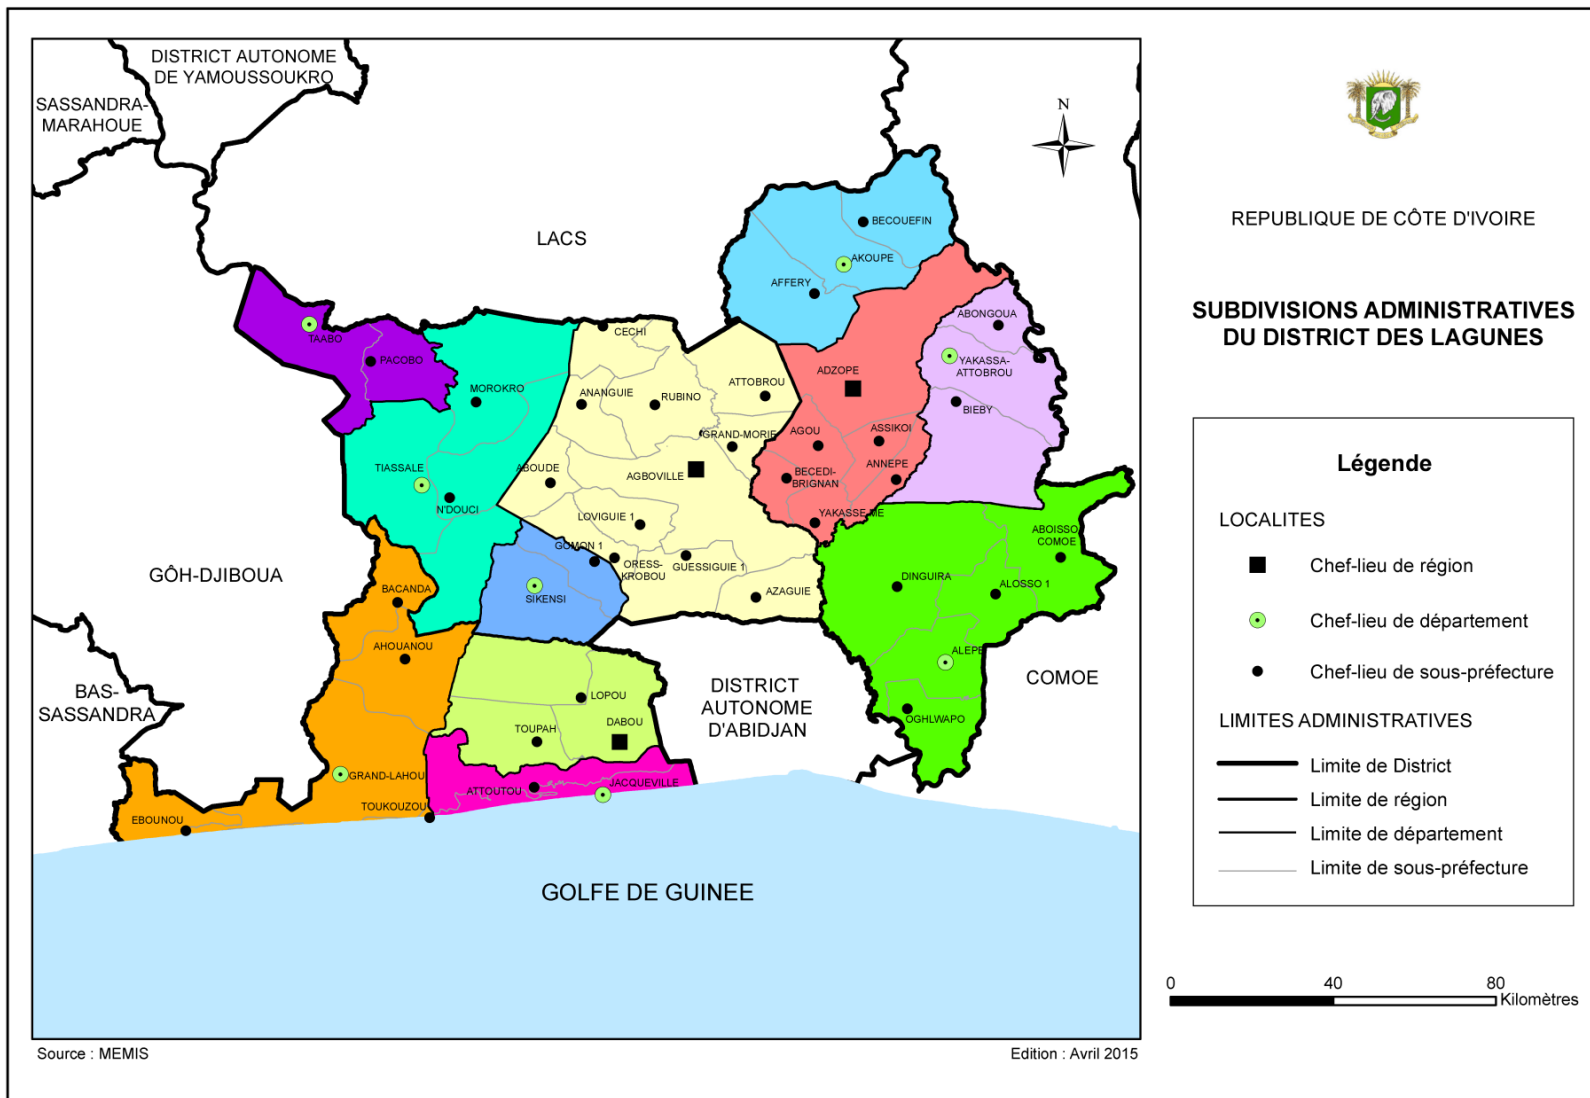 DISTRICT AUTONOME
DE YAMOUSSOUKRO
SASSANDRA-
MARAHOUE
N
LACS
BECOUEFIN
AKOUPE
AFFERY
ABONGOUA
YAKASSA-
ATTOBROU
BIEBY
TAABO
PACOBO
CECHI
MOROKRO
ANANGUIE
RUBINO
ATTOBROU
ADZOPE
GRAND-MORIE
AGOU
ASSIKOI
TIASSALE
N'DOUCI
ABOUDE
AGBOVILLE
BECEDI-
BRIGNAN
ANNEPE
LOVIGUIE 1
YAKASSE-ME
GOMON 1
ORESS-
KROBOU
GUESSIGUIE 1
AZAGUIE
SIKENSI
ABOISSO
COMOE
DINGUIRA
ALOSSO 1
GÔH-DJIBOUA
BACANDA
AHOUANOU
ALEPE
OGHLWAPO
COMOE
BAS-
SASSANDRA
LOPOU
TOUPAH
DABOU
DISTRICT
AUTONOME
D'ABIDJAN
GRAND-LAHOU
TOUKOUZOU
EBOUNOU
ATTOUTOU
JACQUEVILLE
GOLFE DE GUINEE
Source : MEMIS
Edition : Avril 2015
REPUBLIQUE DE CÔTE D'IVOIRE
SUBDIVISIONS ADMINISTRATIVES
DU DISTRICT DES LAGUNES
Légende
LOCALITES
Chef-lieu de région
Chef-lieu de département
Chef-lieu de sous-préfecture
LIMITES ADMINISTRATIVES
Limite de District
Limite de région
Limite de département
Limite de sous-préfecture
0 40 80
Kilomètres